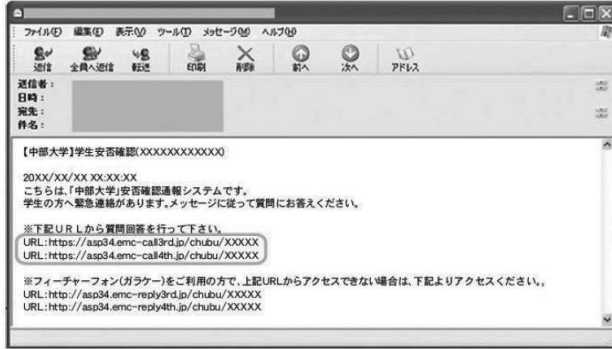 ファイル(F) 編集(E) 表示(V) ツール(T) メッセージ(M) ヘルプ(H)
返信 全員へ返信 転送 印刷 削除 前へ 次へ アドレス
送信者:
日時:
宛先:
件名:
【中部大学】学生安否確認(XXXXXXXXXXXX)
20XX/XX/XX XX:XX:XX
こちらは、「中部大学」安否確認通報システムです。
学生の方へ緊急連絡があります。メッセージに従って質問にお答えください。
※下記URLから質問回答を行って下さい。
URL:https://asp34.emc-call3rd.jp/chubu/XXXXX
URL:https://asp34.emc-call4th.jp/chubu/XXXXX
※フィーチャーフォン(ガラケー)をご利用の方で、上記URLからアクセスできない場合は、下記よりアクセスください。,
URL:http://asp34.emc-reply3rd.jp/chubu/XXXXX
URL:http://asp34.emc-reply4th.jp/chubu/XXXXX